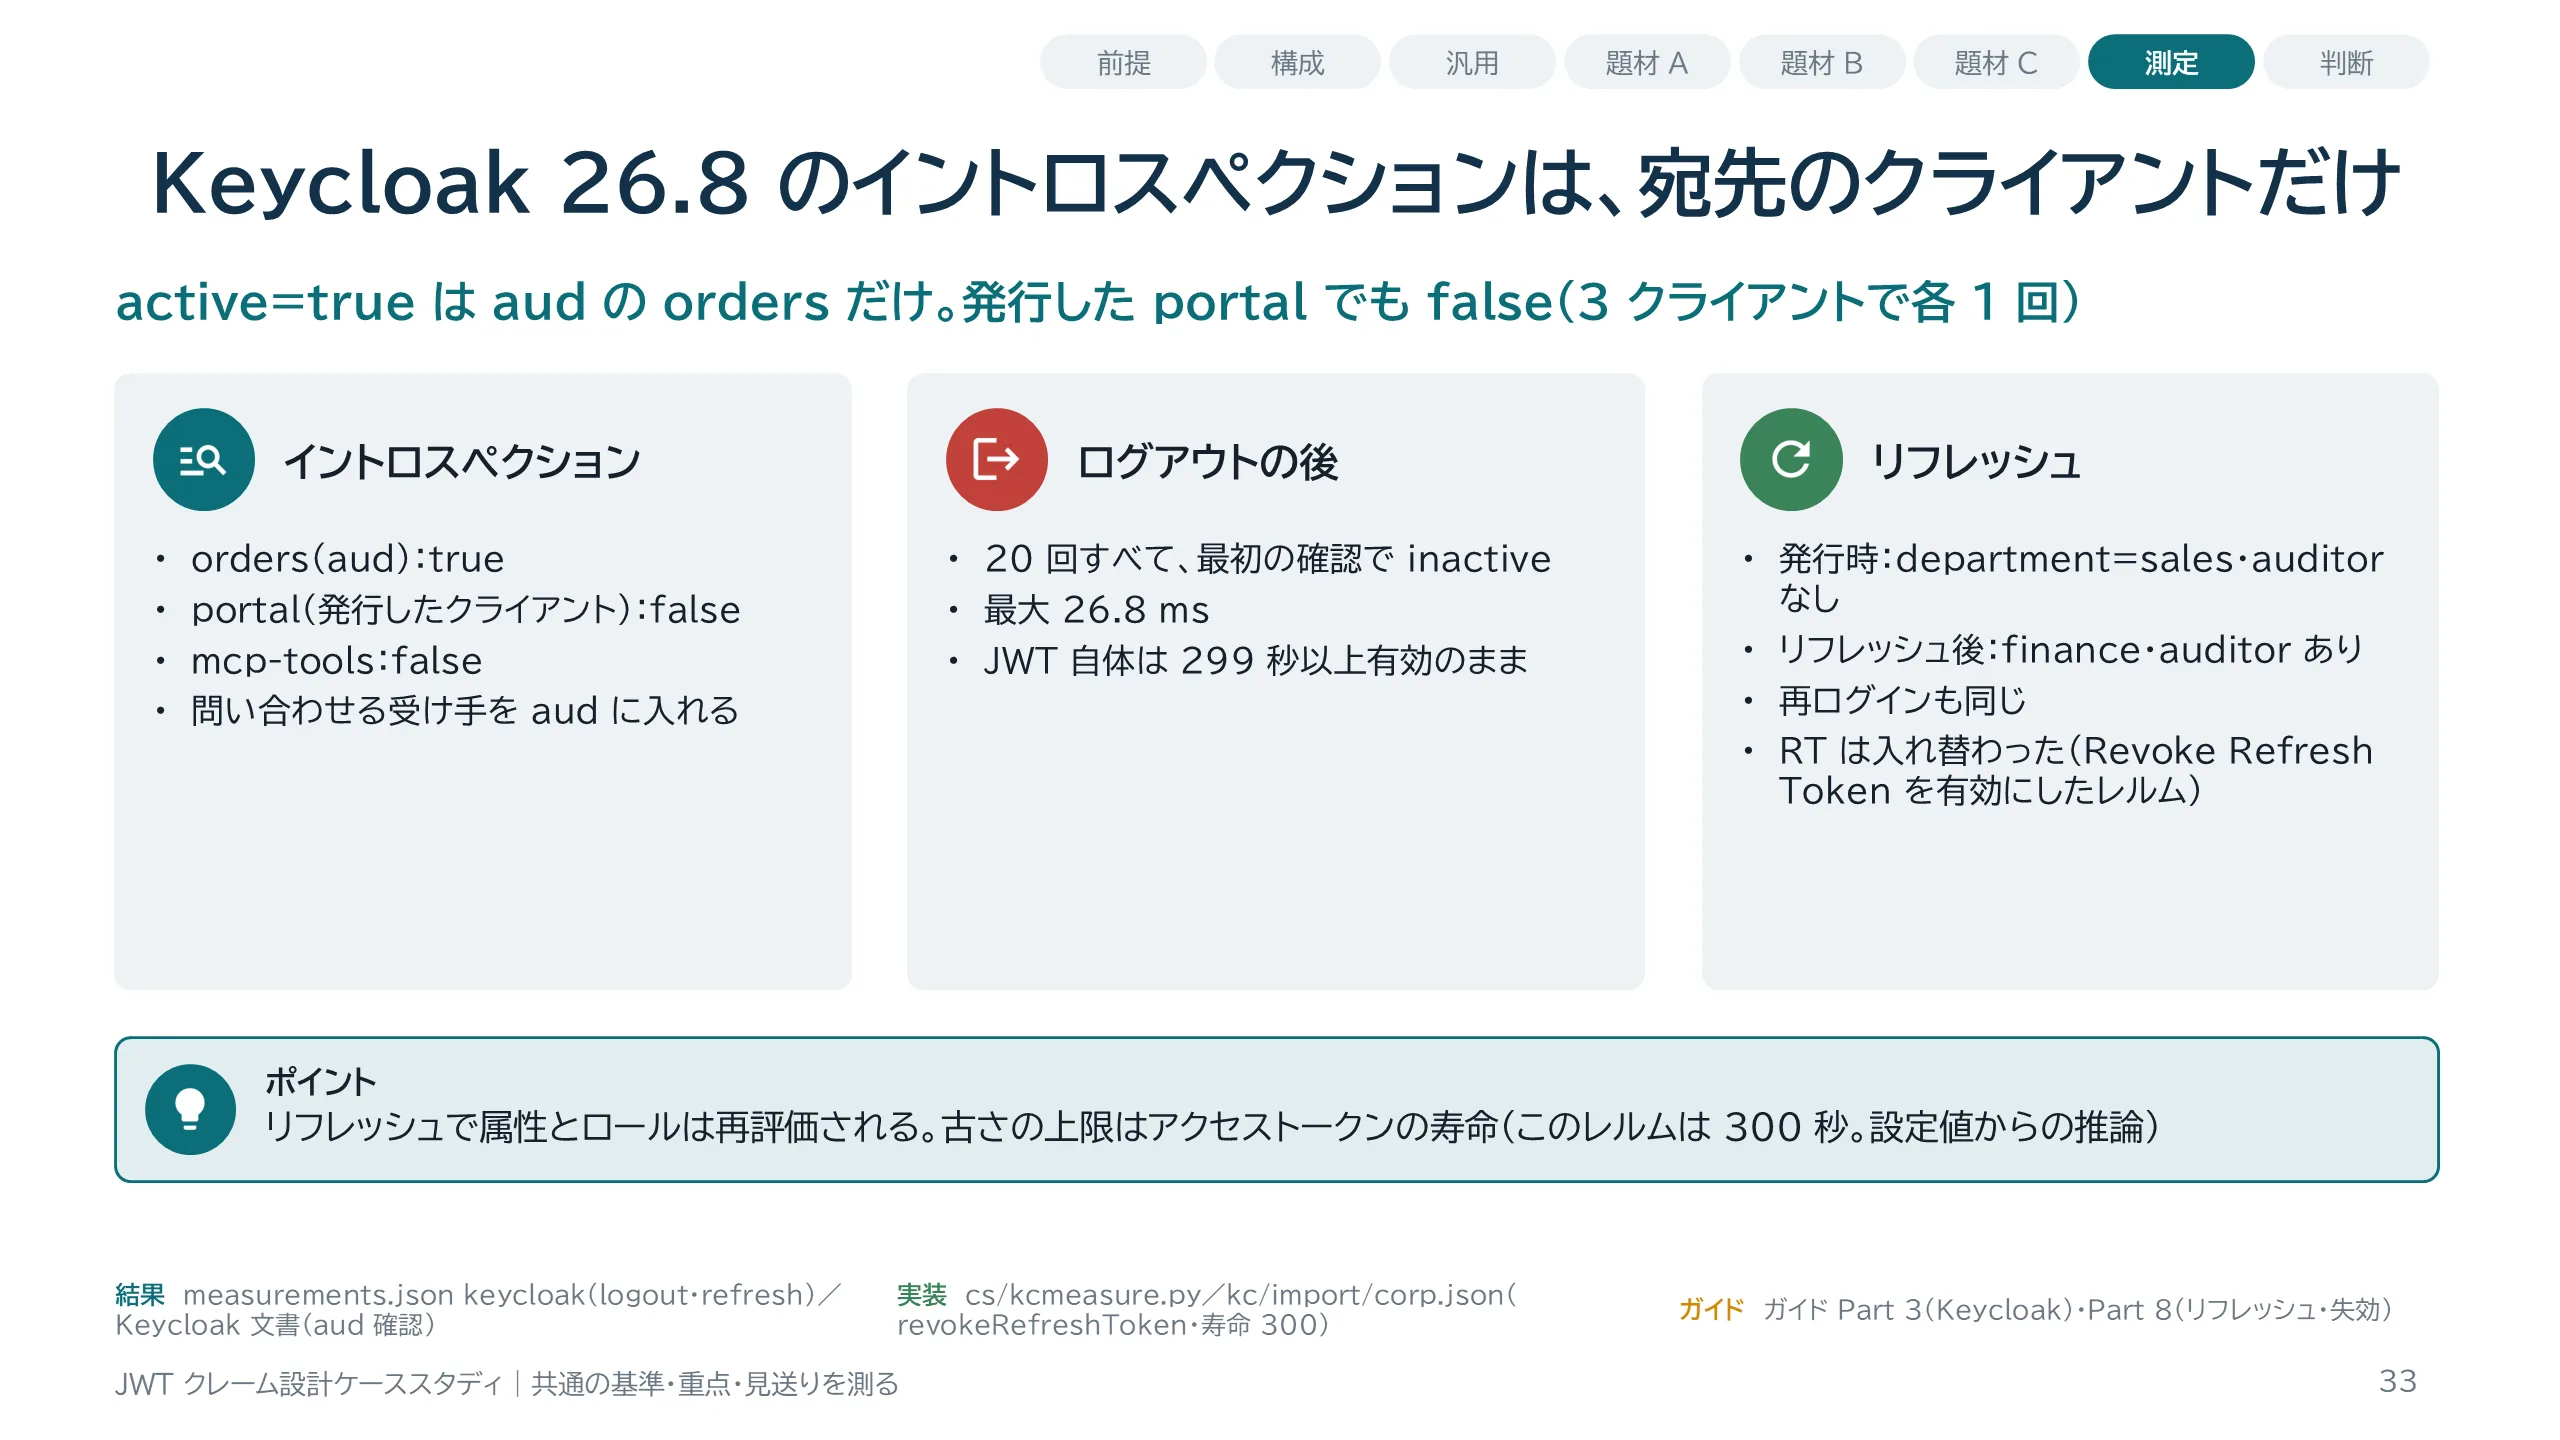 前提
構成
汎用
題材 A
題材 B
題材 C
測定
判断
Keycloak 26.8 のイントロスペクションは、宛先のクライアントだけ
active=true は aud の orders だけ。発行した portal でも false(3 クライアントで各 1 回)
イントロスペクション
・ orders(aud):true
・ portal(発行したクライアント):false
・ mcp-tools:false
・ 問い合わせる受け手を aud に入れる
ログアウトの後
・ 20 回すべて、最初の確認で inactive
・ 最大 26.8 ms
・ JWT 自体は 299 秒以上有効のまま
リフレッシュ
・ 発行時:department=sales・auditor
なし
・ リフレッシュ後:finance・auditor あり
・ 再ログインも同じ
・ RT は入れ替わった(Revoke Refresh
Token を有効にしたレルム)
ポイント
リフレッシュで属性とロールは再評価される。古さの上限はアクセストークンの寿命(このレルムは 300 秒。設定値からの推論)
結果 measurements.json keycloak(logout・refresh)/
Keycloak 文書(aud 確認)
実装 cs/kcmeasure.py/kc/import/corp.json(
revokeRefreshToken・寿命 300)
ガイド ガイド Part 3(Keycloak)・Part 8(リフレッシュ・失効)
JWT クレーム設計ケーススタディ|共通の基準・重点・見送りを測る
33